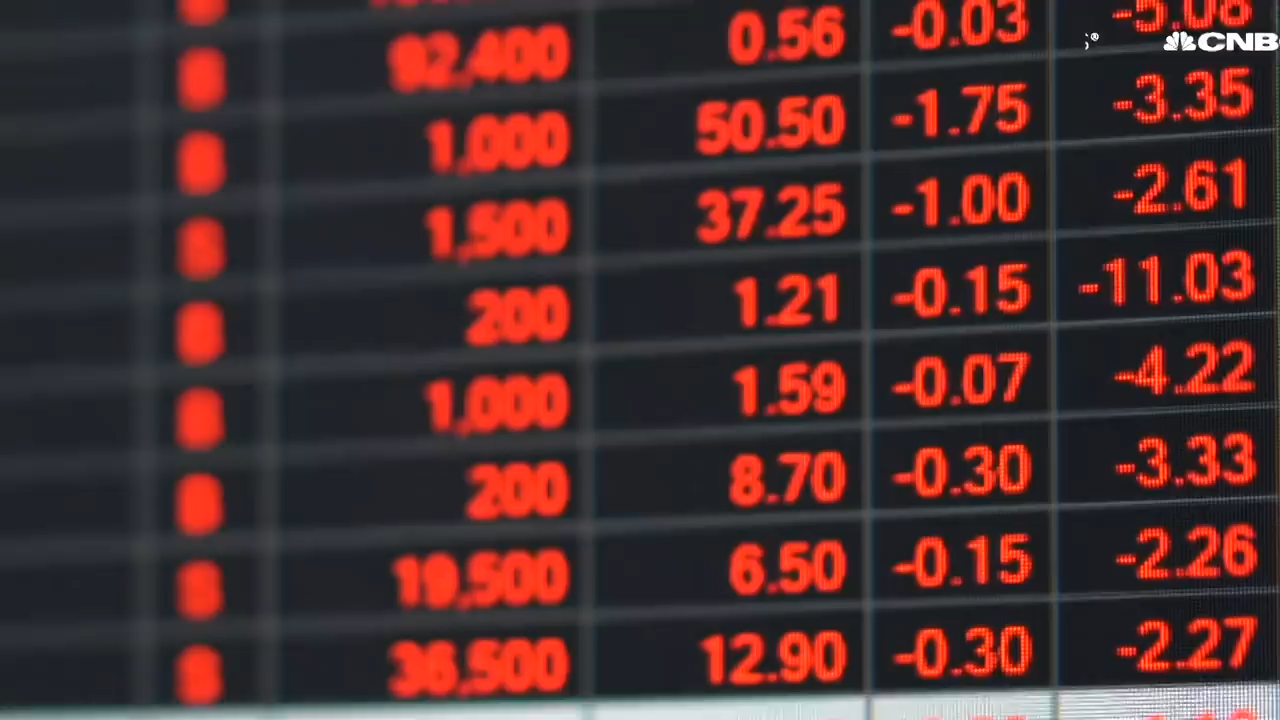 92,400 0.56 -0.03 -5.08
CNB
1,000 50.50 -1.75 -3.35
1,500 37.25 -1.00 -2.61
S 200 1.21 -0.15 -11.03
1,000 1.59 -0.07 -4.22
200 8.70 -0.30 -3.33
S 19,500 6.50 -0.15 -2.26
S 36,500 12.90 -0.30 -2.27